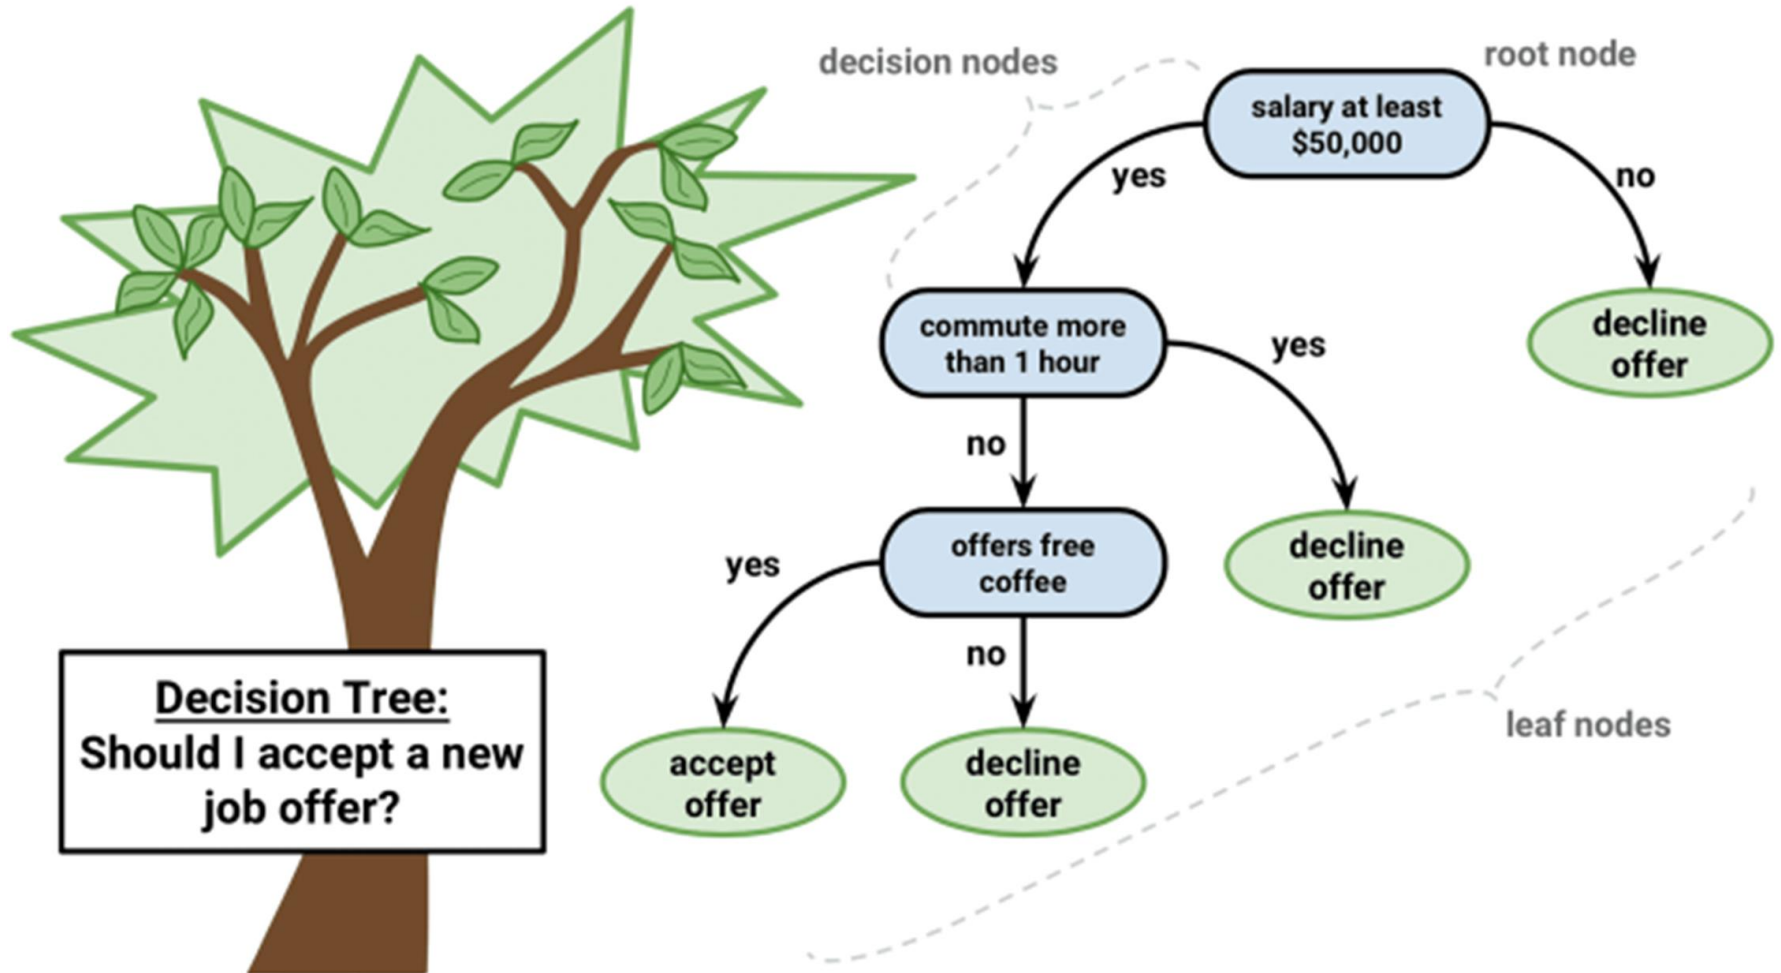 decision nodes
root node
salary at least
$50,000
yes
no
commute more
than 1 hour
yes
decline
offer
no
offers free
coffee
decline
offer
yes
no
Decision Tree:
Should I accept a new
job offer?
accept
offer
decline
offer
leaf nodes